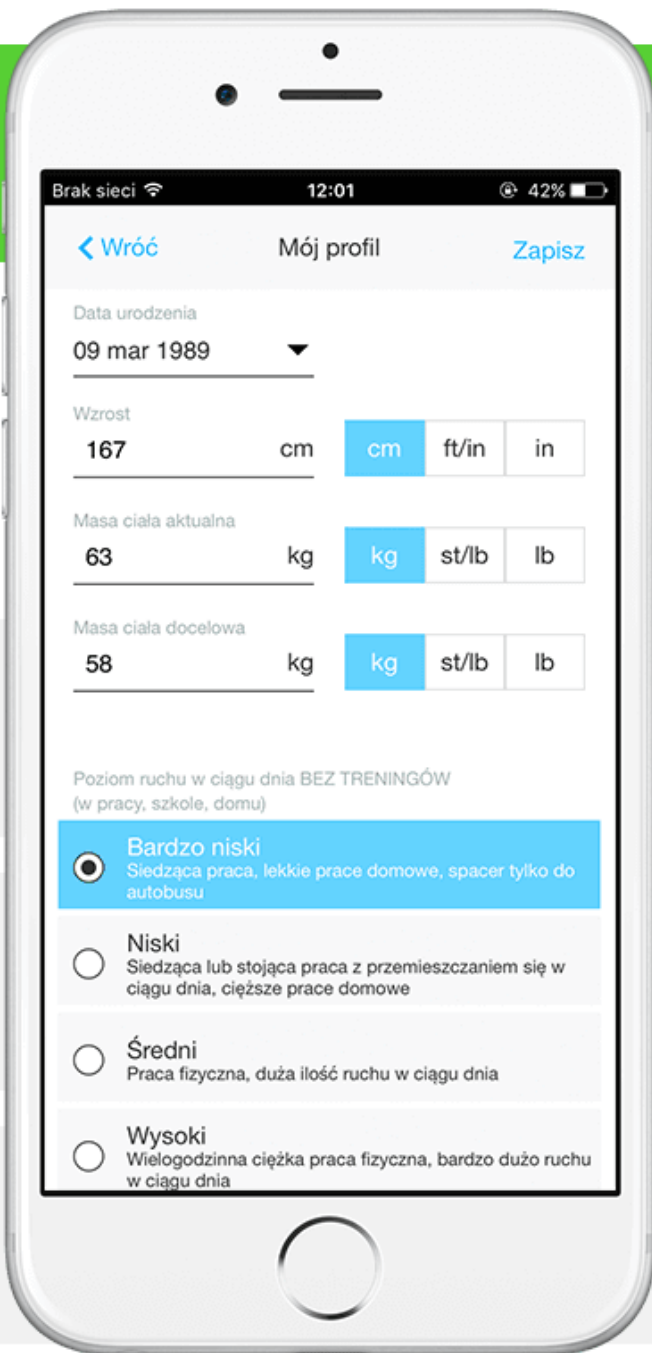 Brak sieci 12:01 42%
Wróć Mój profil Zapisz
Data urodzenia
09 mar 1989
Wzrost
167 cm cm ft/in in
Masa ciała aktualna
63 kg kg st/lb lb
Masa ciała docelowa
58 kg kg st/lb lb
Poziom ruchu w ciągu dnia BEZ TRENINGÓW
(w pracy, szkole, domu)
Bardzo niski
Siedząca praca, lekkie prace domowe, spacer tylko do
autobusu
Niski
Siedząca lub stojąca praca z przemieszczaniem się w
ciągu dnia, cięższe prace domowe
Średni
Praca fizyczna, duża ilość ruchu w ciągu dnia
Wysoki
Wielogodzinna ciężka praca fizyczna, bardzo dużo ruchu
w ciągu dnia